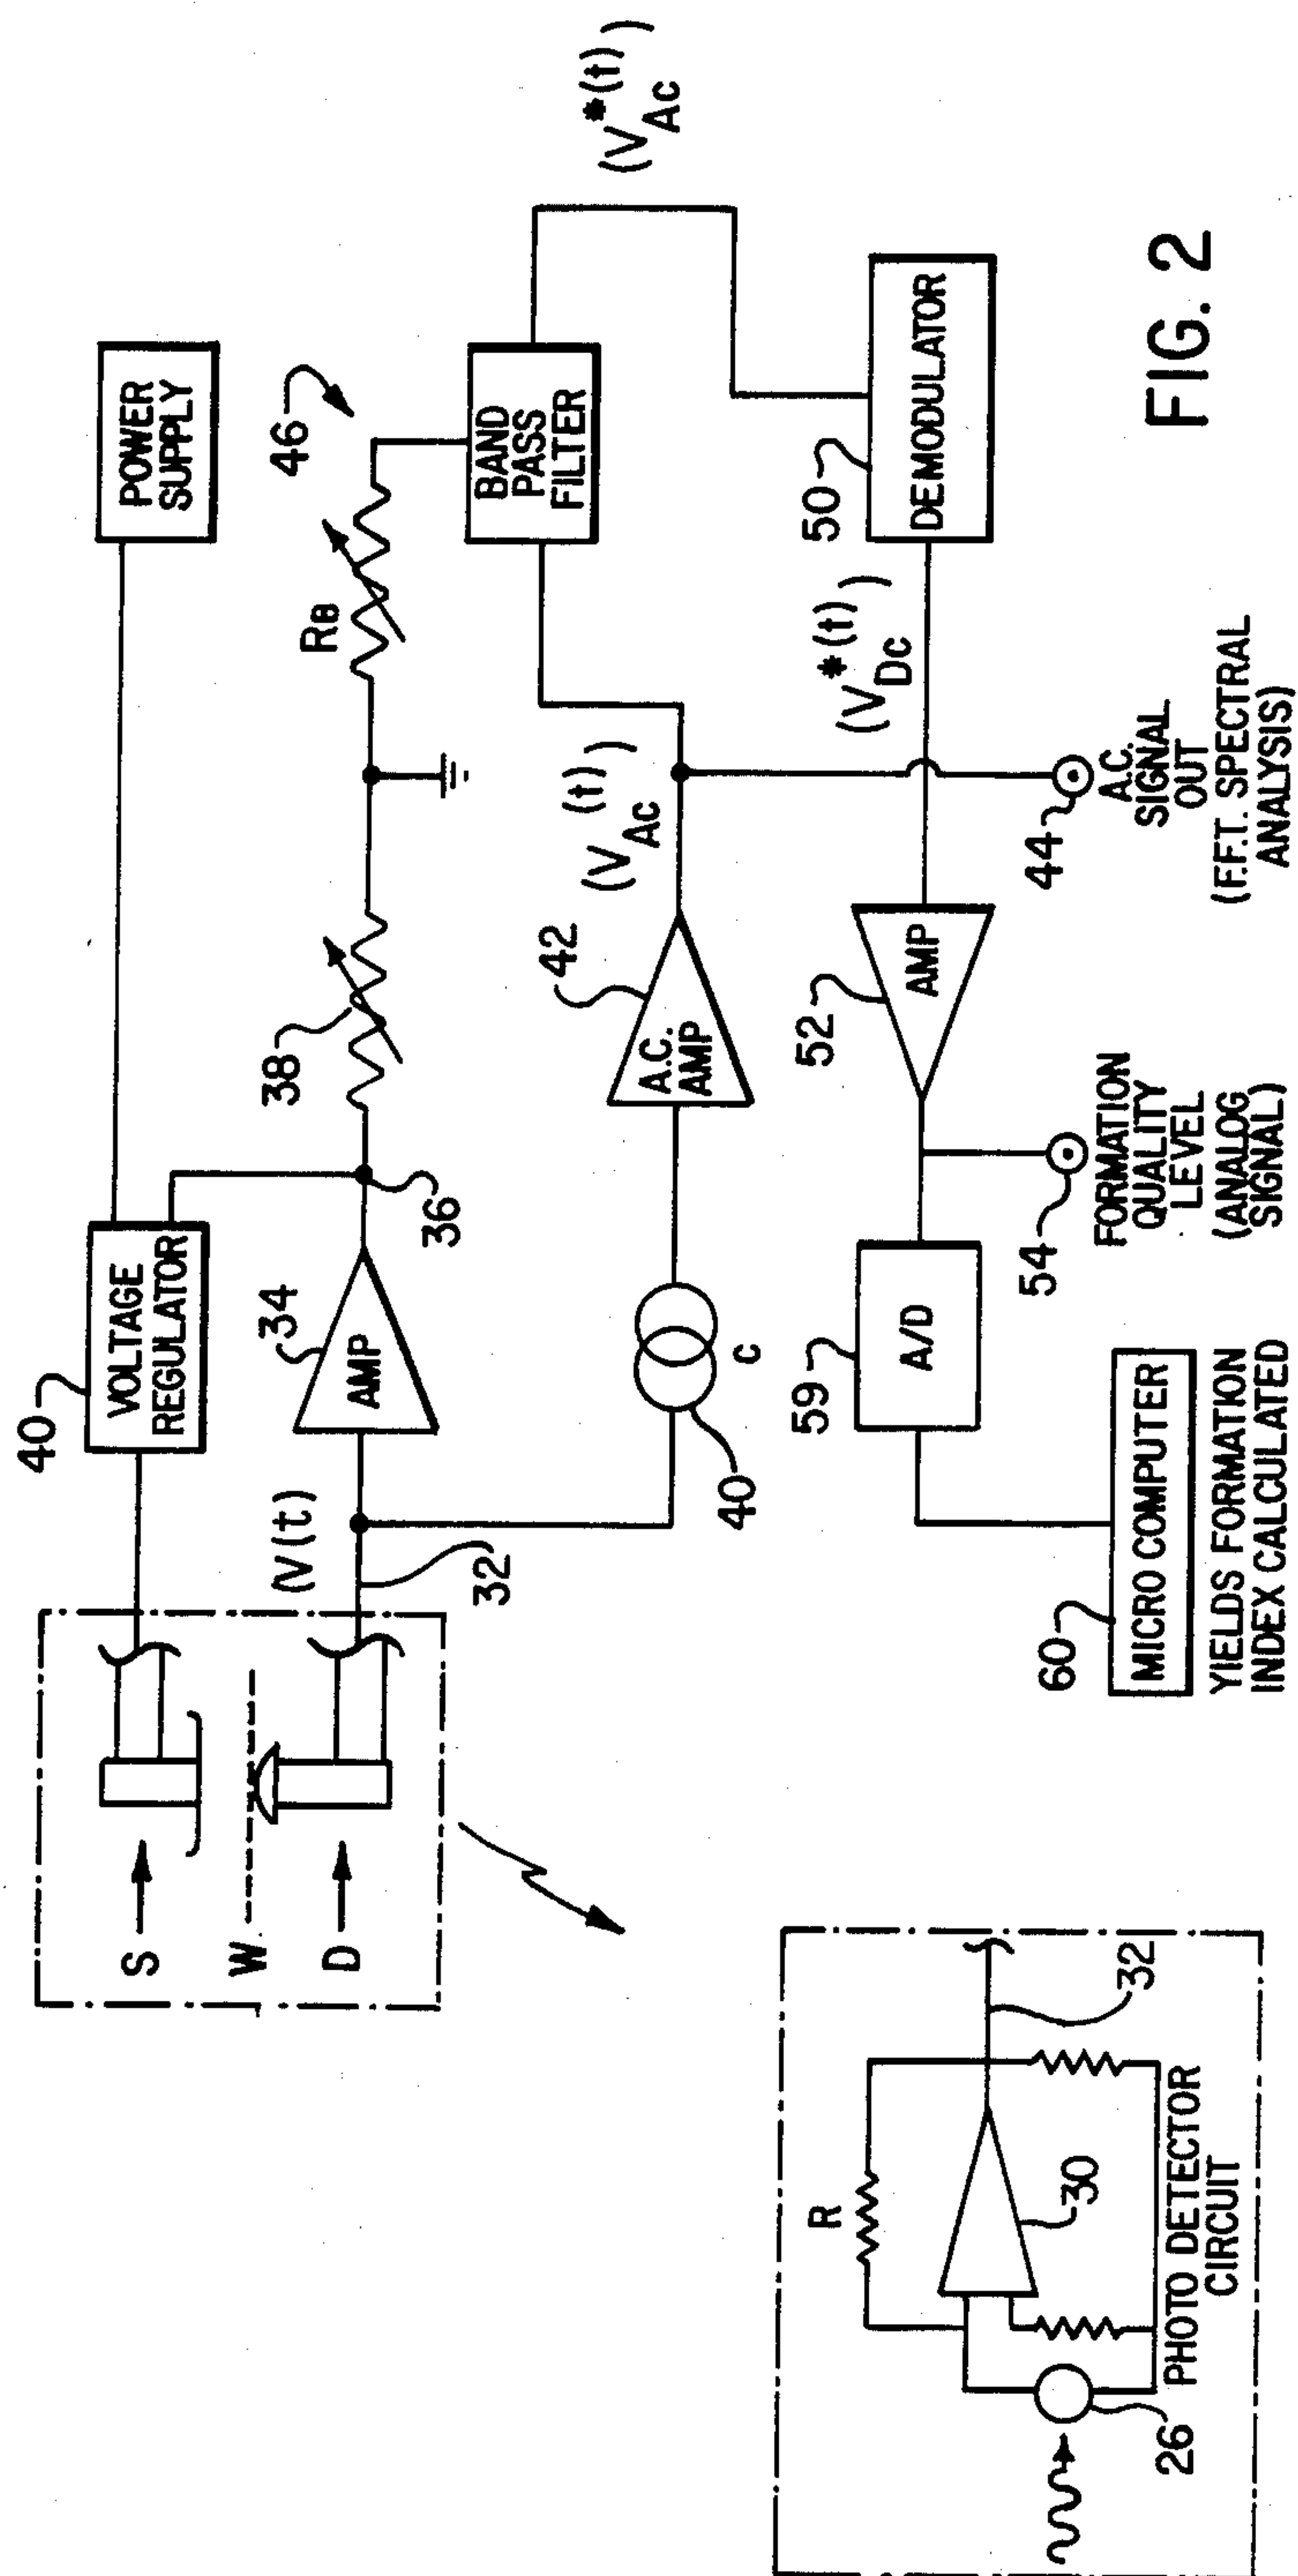 40
VOLTAGE
REGULATOR
POWER
SUPPLY
S
W
D
(V(t)
32
34
AMP
36
38
RB
46
40
C
42
A.C.
AMP
(VAC(t))
BAND
PASS
FILTER
(V*AC(t))
50
DEMODULATOR
(V*DC(t))
52
AMP
44
A.C.
SIGNAL
OUT
(F.F.T. SPECTRAL
ANALYSIS)
54
FORMATION
QUALITY
LEVEL
(ANALOG
SIGNAL)
59
A/D
60
MICRO COMPUTER
YIELDS FORMATION
INDEX CALCULATED
R
30
32
26
PHOTO DETECTOR
CIRCUIT
FIG. 2